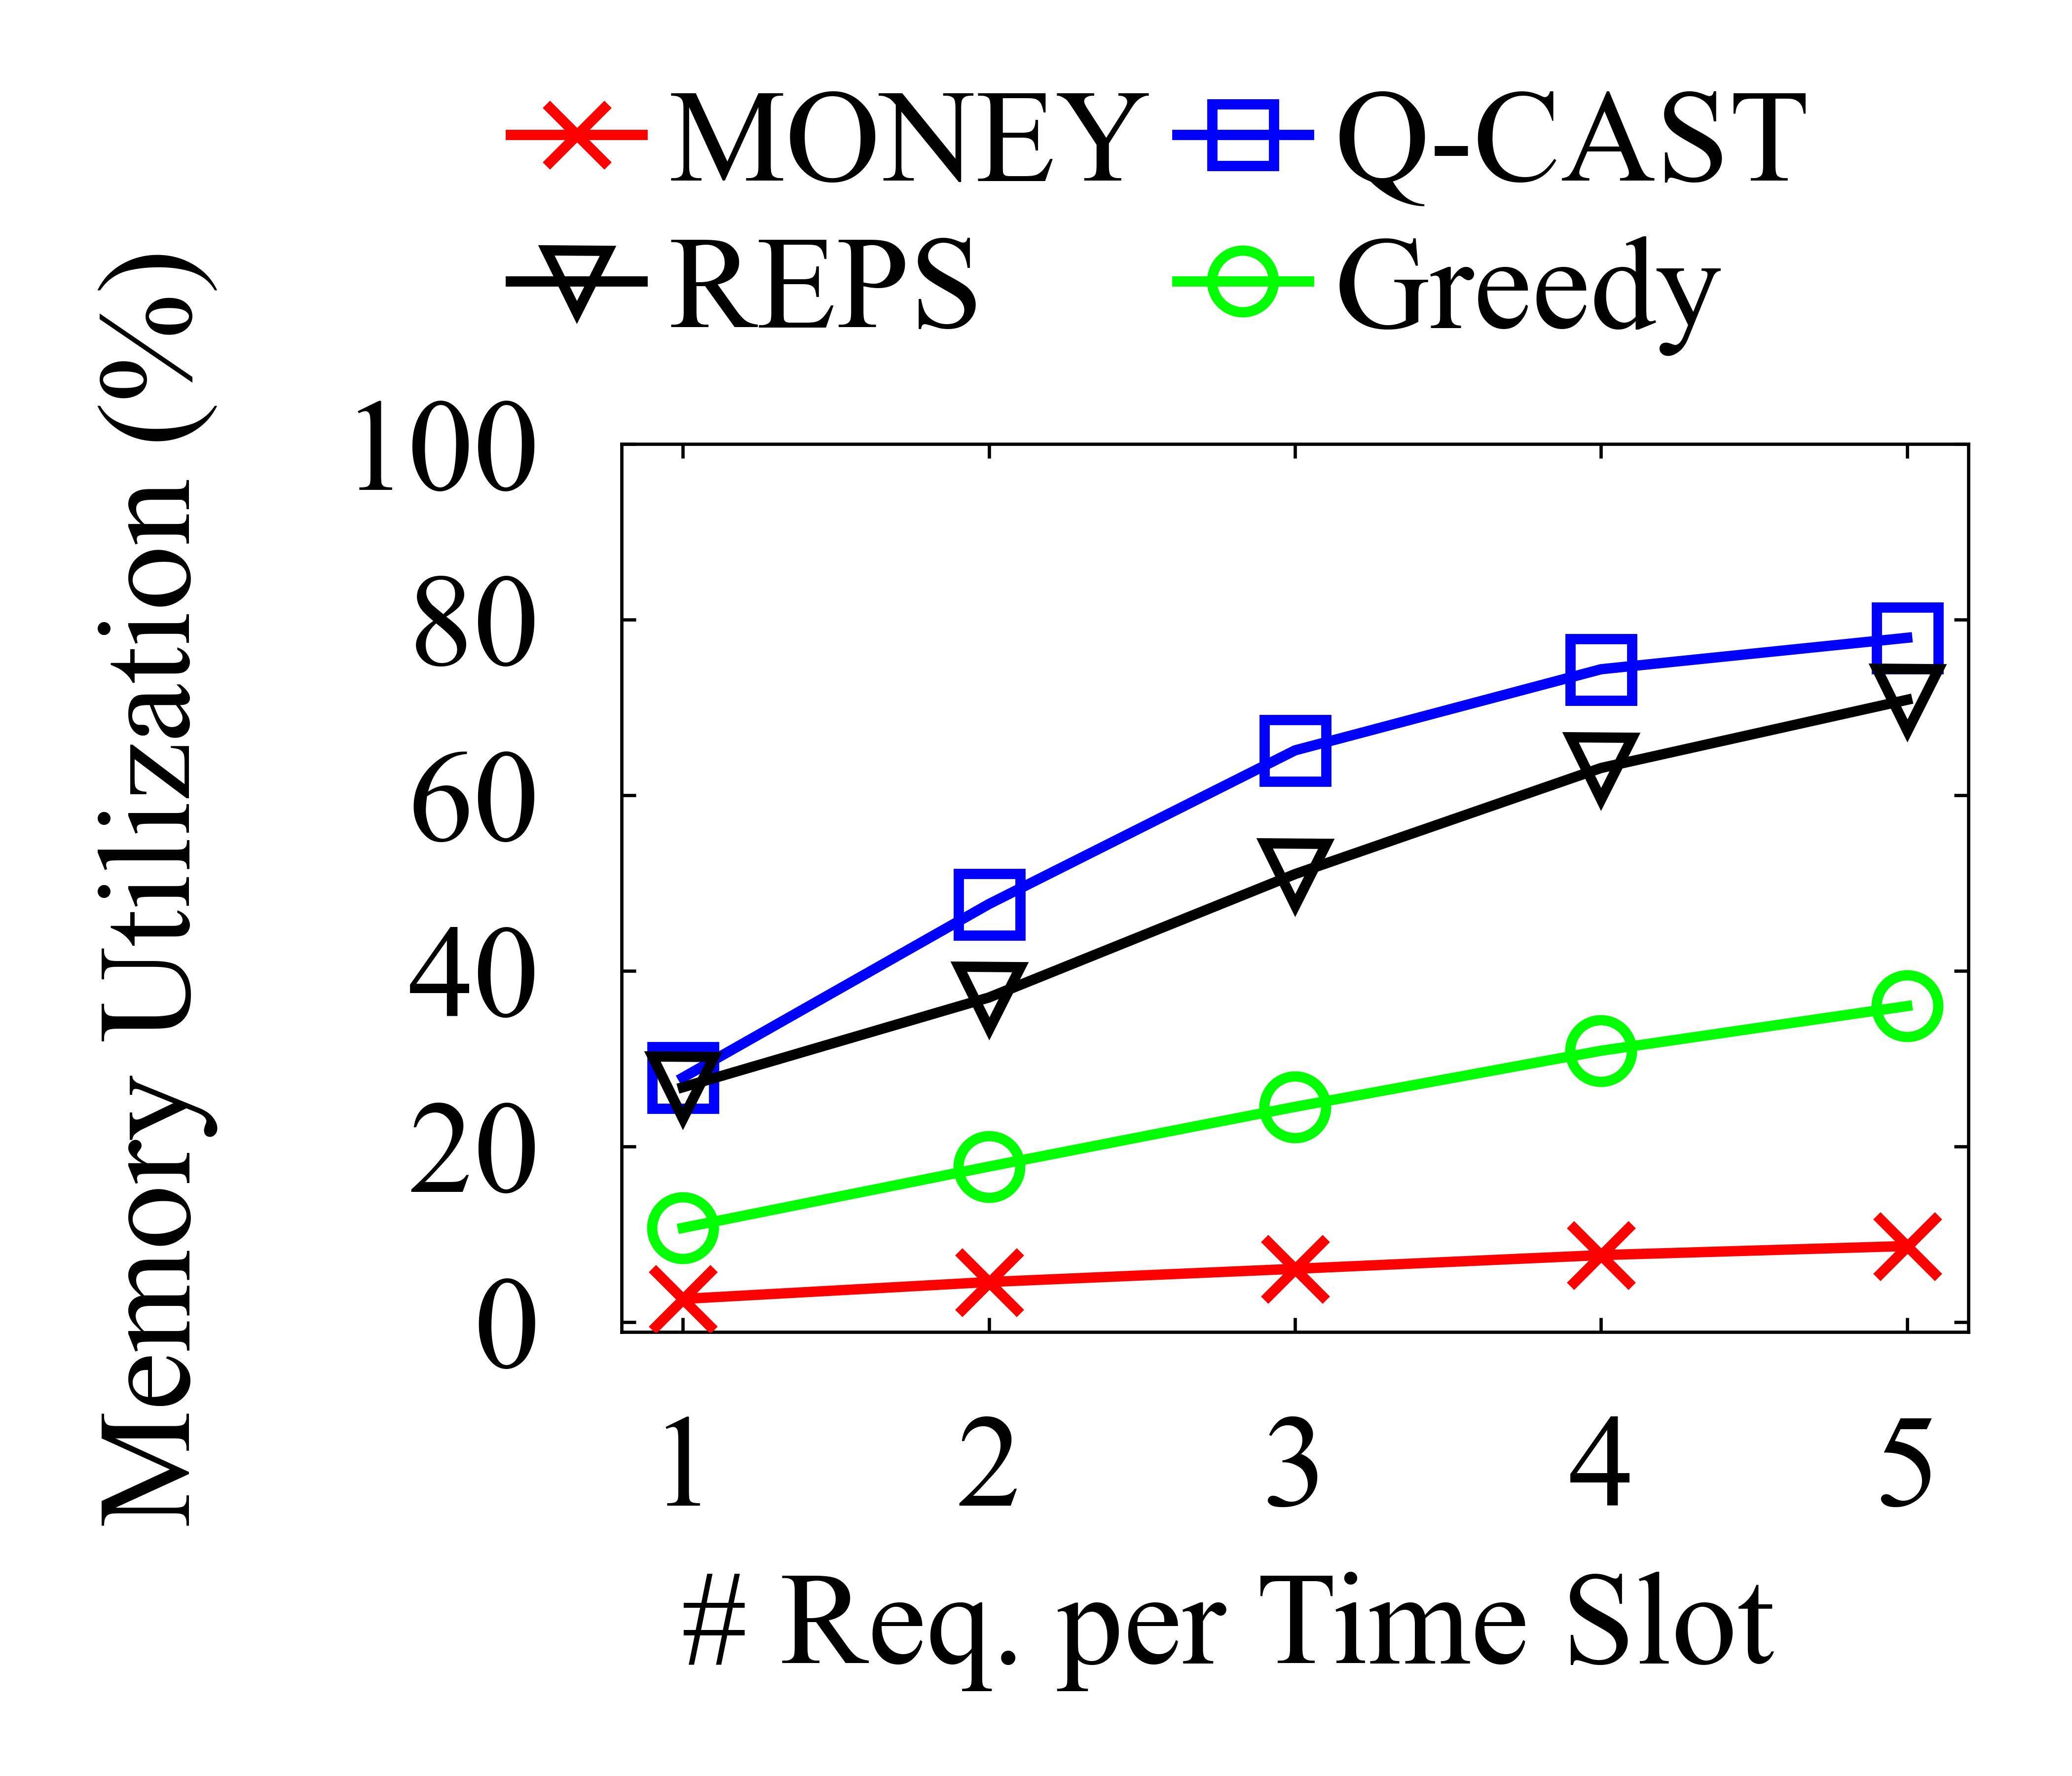 MONEY Q-CAST
REPS Greedy
Memory Utilization (%)
100
80
60
40
20
0
1 2 3 4 5
# Req. per Time Slot